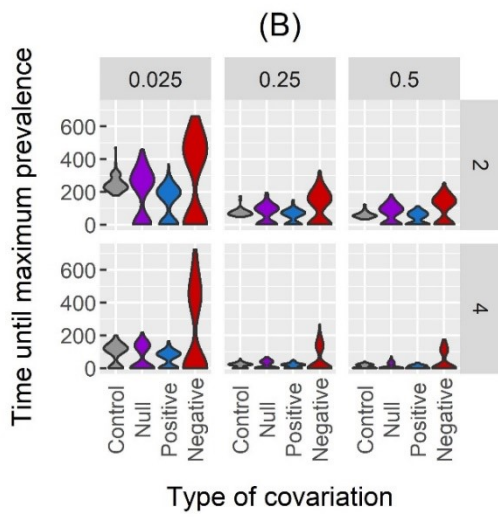 (B)
0.025 0.25 0.5
Time until maximum prevalence
600
400
200
0
2
600
400
200
0
4
Control Null Positive Negative Control Null Positive Negative Control Null Positive Negative
Type of covariation